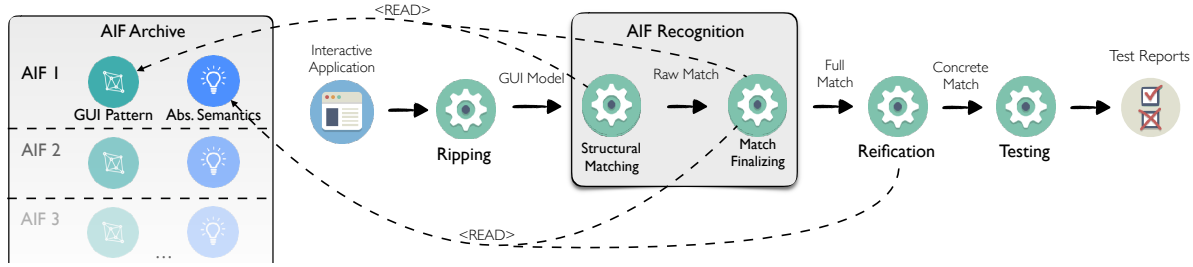 AIF Archive
AIF 1
GUI Pattern
Abs. Semantics
AIF 2
AIF 3
...
<READ>
Interactive
Application
Ripping
GUI Model
AIF Recognition
Structural
Matching
Raw Match
Match
Finalizing
Full
Match
Reification
Concrete
Match
Testing
Test Reports
<READ>